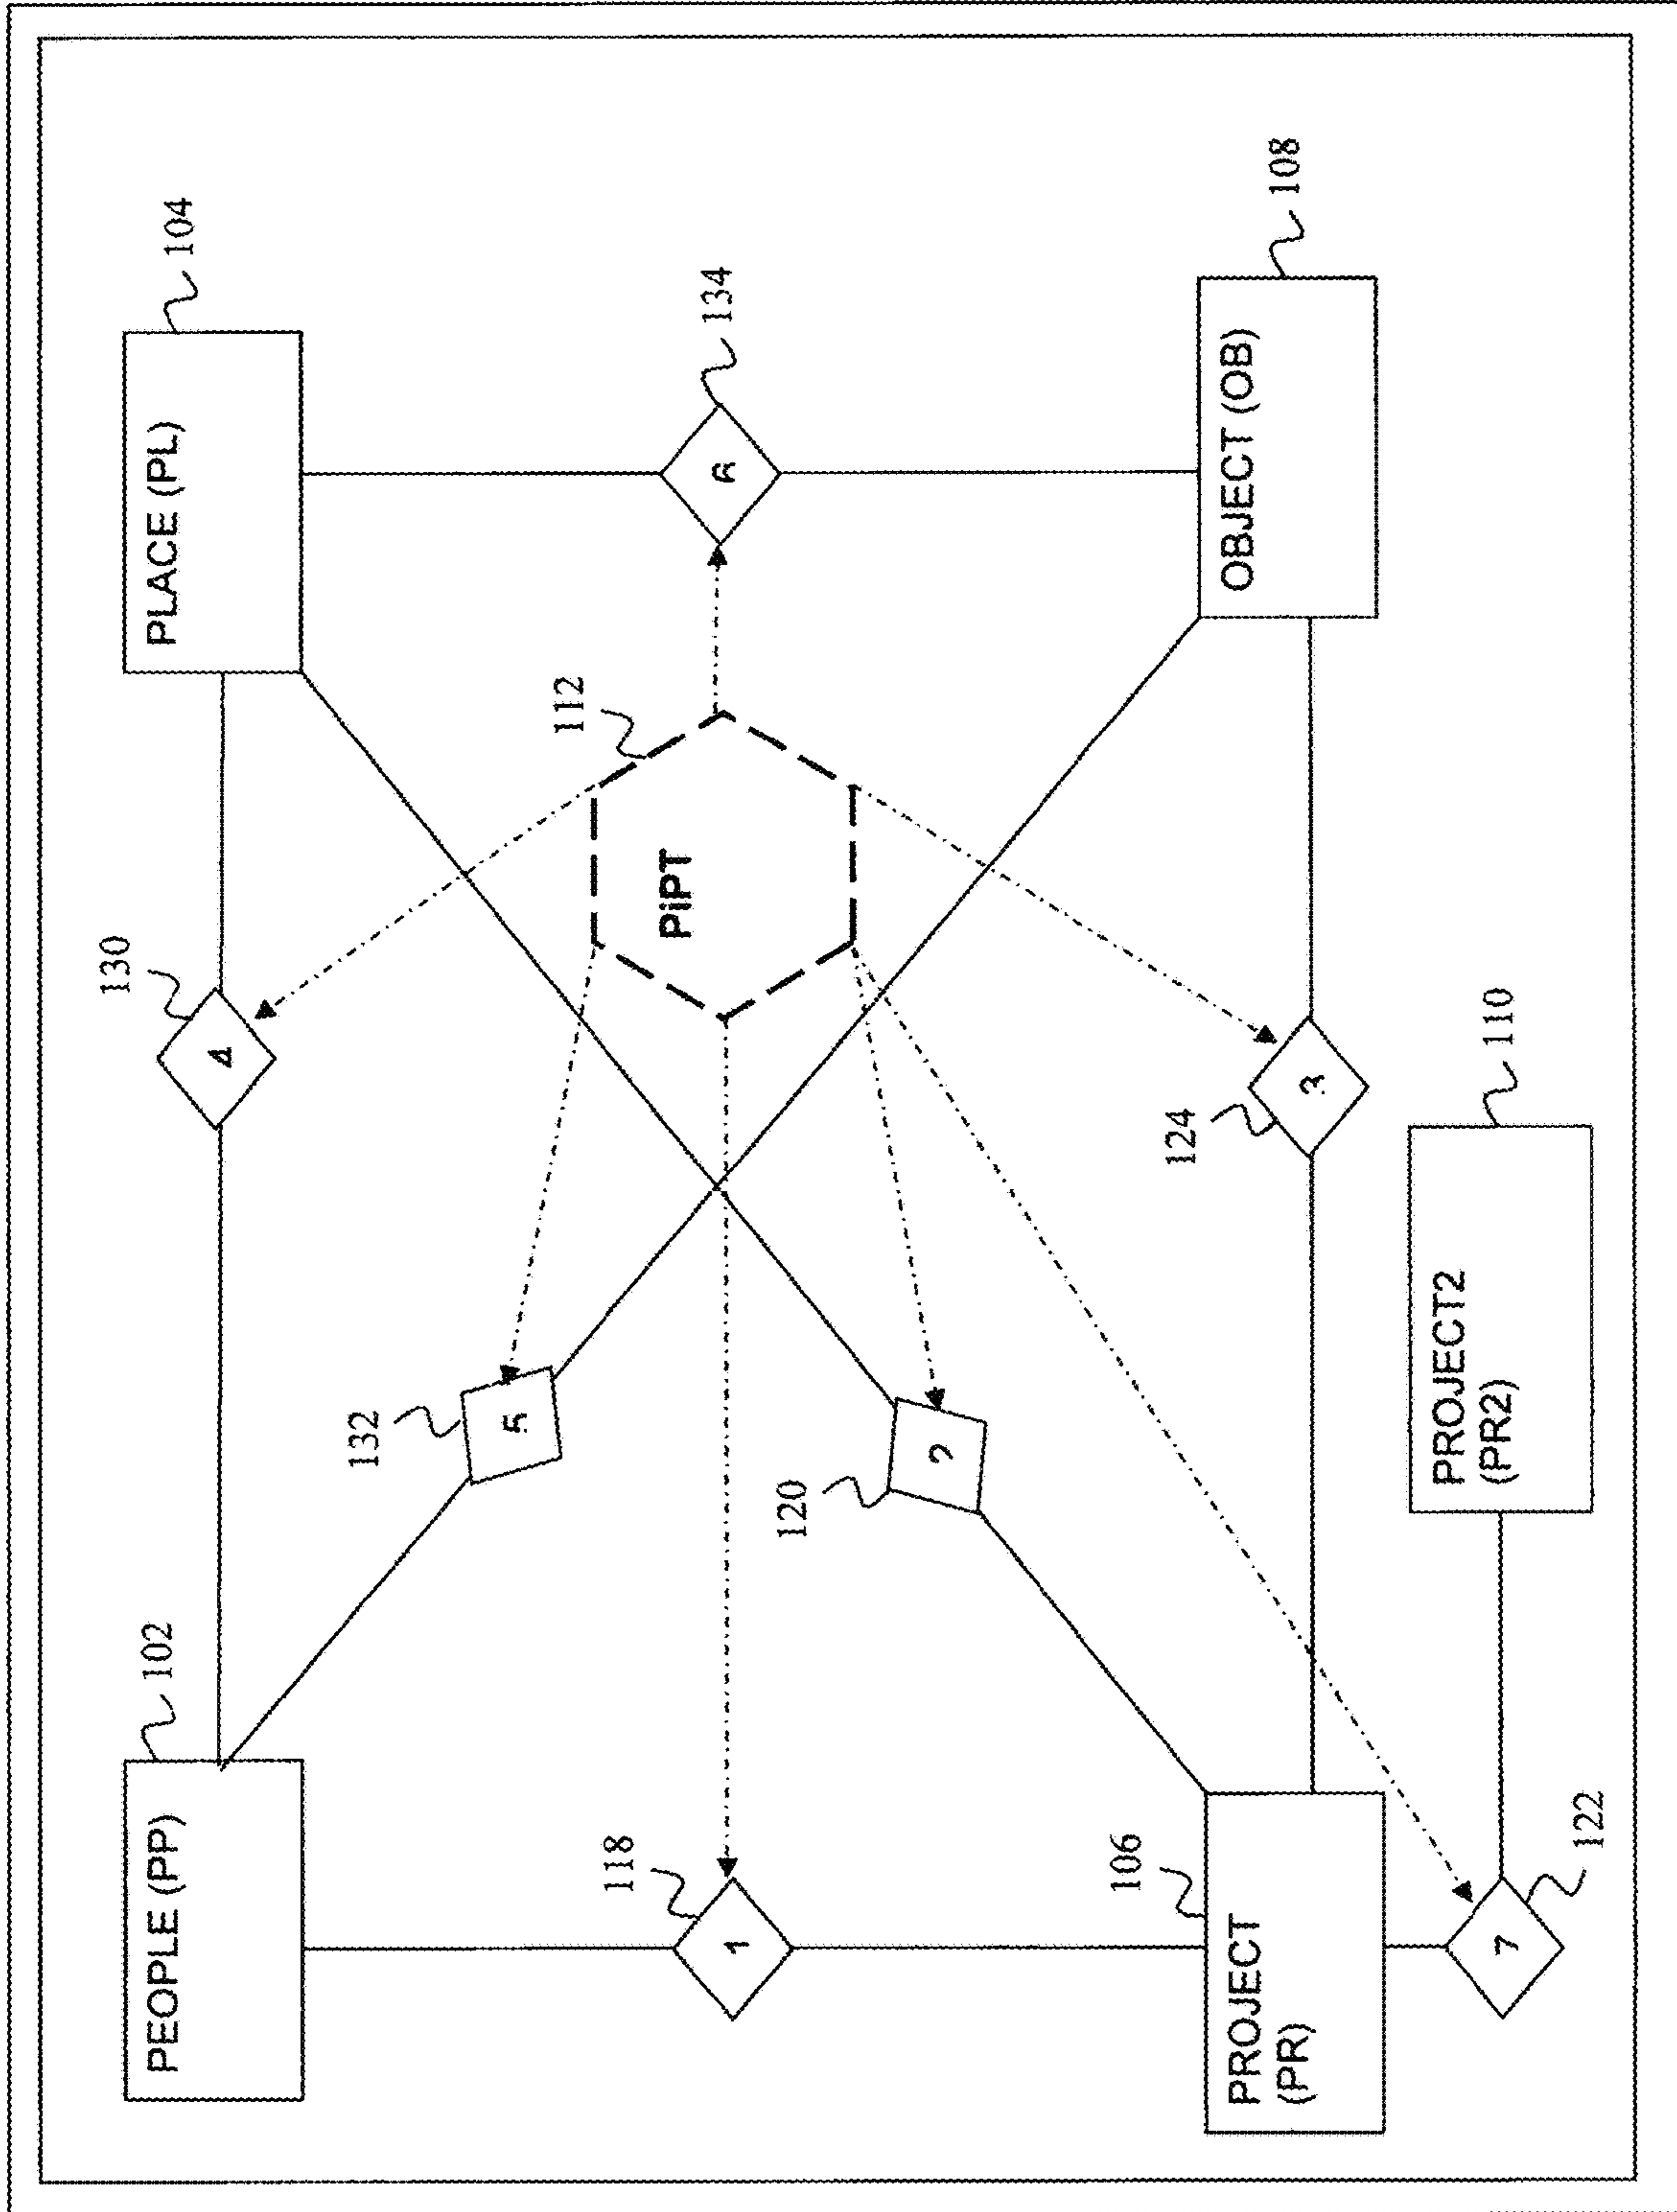 PEOPLE (PP)
102
130
4
PLACE (PL)
104
132
5
112
PiPT
118
1
120
2
6
134
106
PROJECT
(PR)
124
3
OBJECT (OB)
108
7
122
PROJECT2
(PR2)
110